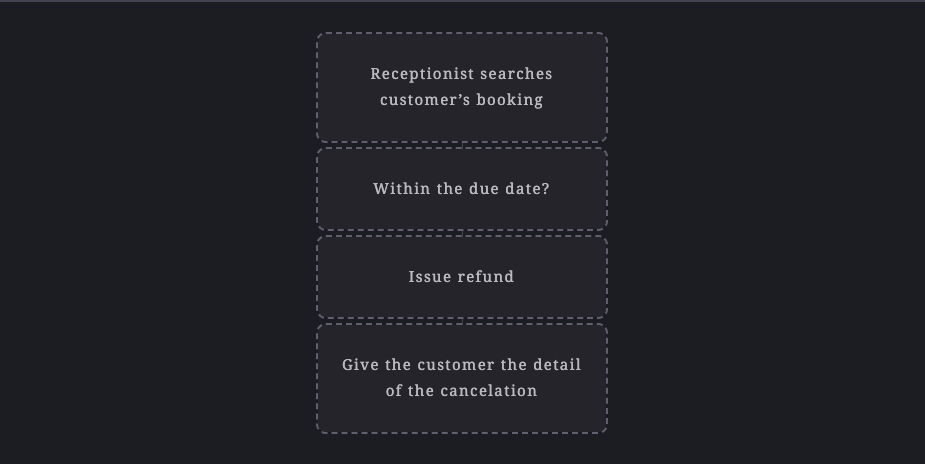 Receptionist searches
customer’s booking
Within the due date?
Issue refund
Give the customer the detail
of the cancelation